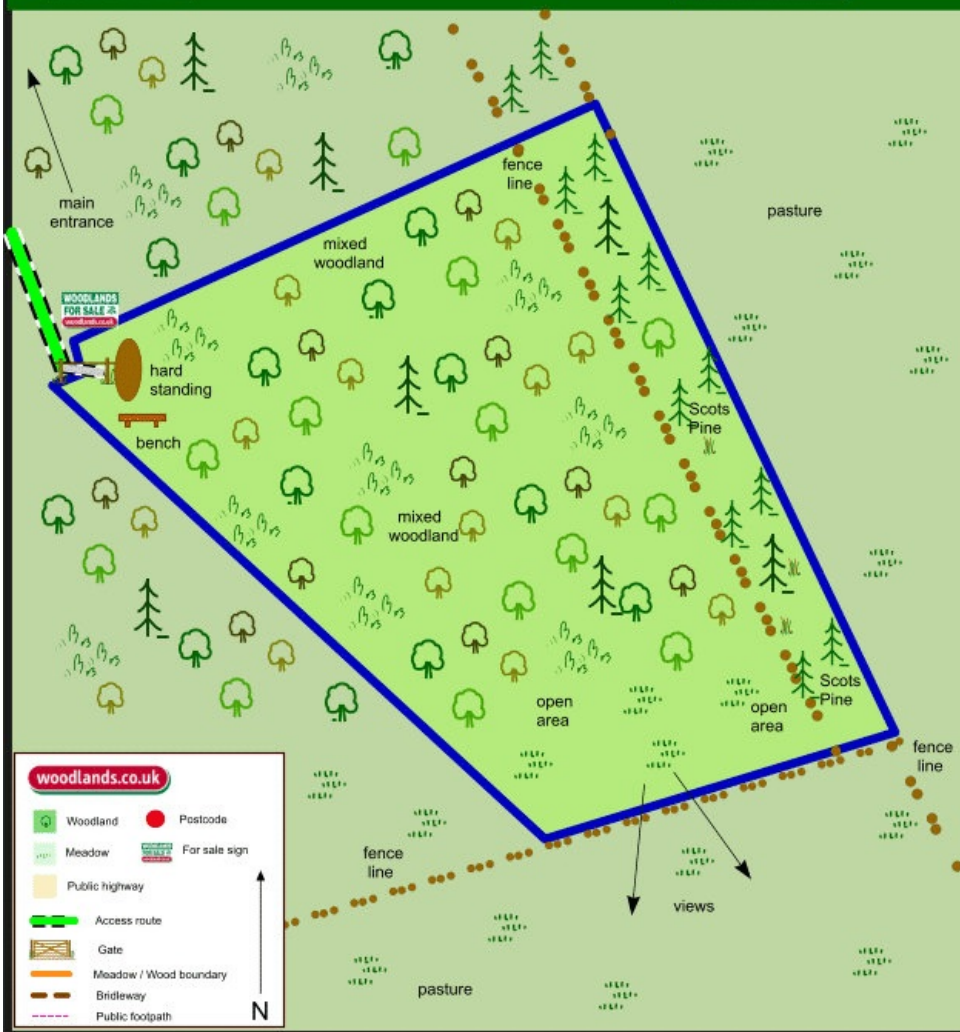 main
entrance
fence
line
pasture
mixed
woodland
WOODLANDS
FOR SALE
woodlands.co.uk
hard
standing
bench
Scots
Pine
mixed
woodland
open
area
open
area
Scots
Pine
fence
line
fence
line
views
pasture
woodlands.co.uk
Woodland
Postcode
Meadow
For sale sign
Public highway
Access route
Gate
Meadow / Wood boundary
Bridleway
Public footpath
N